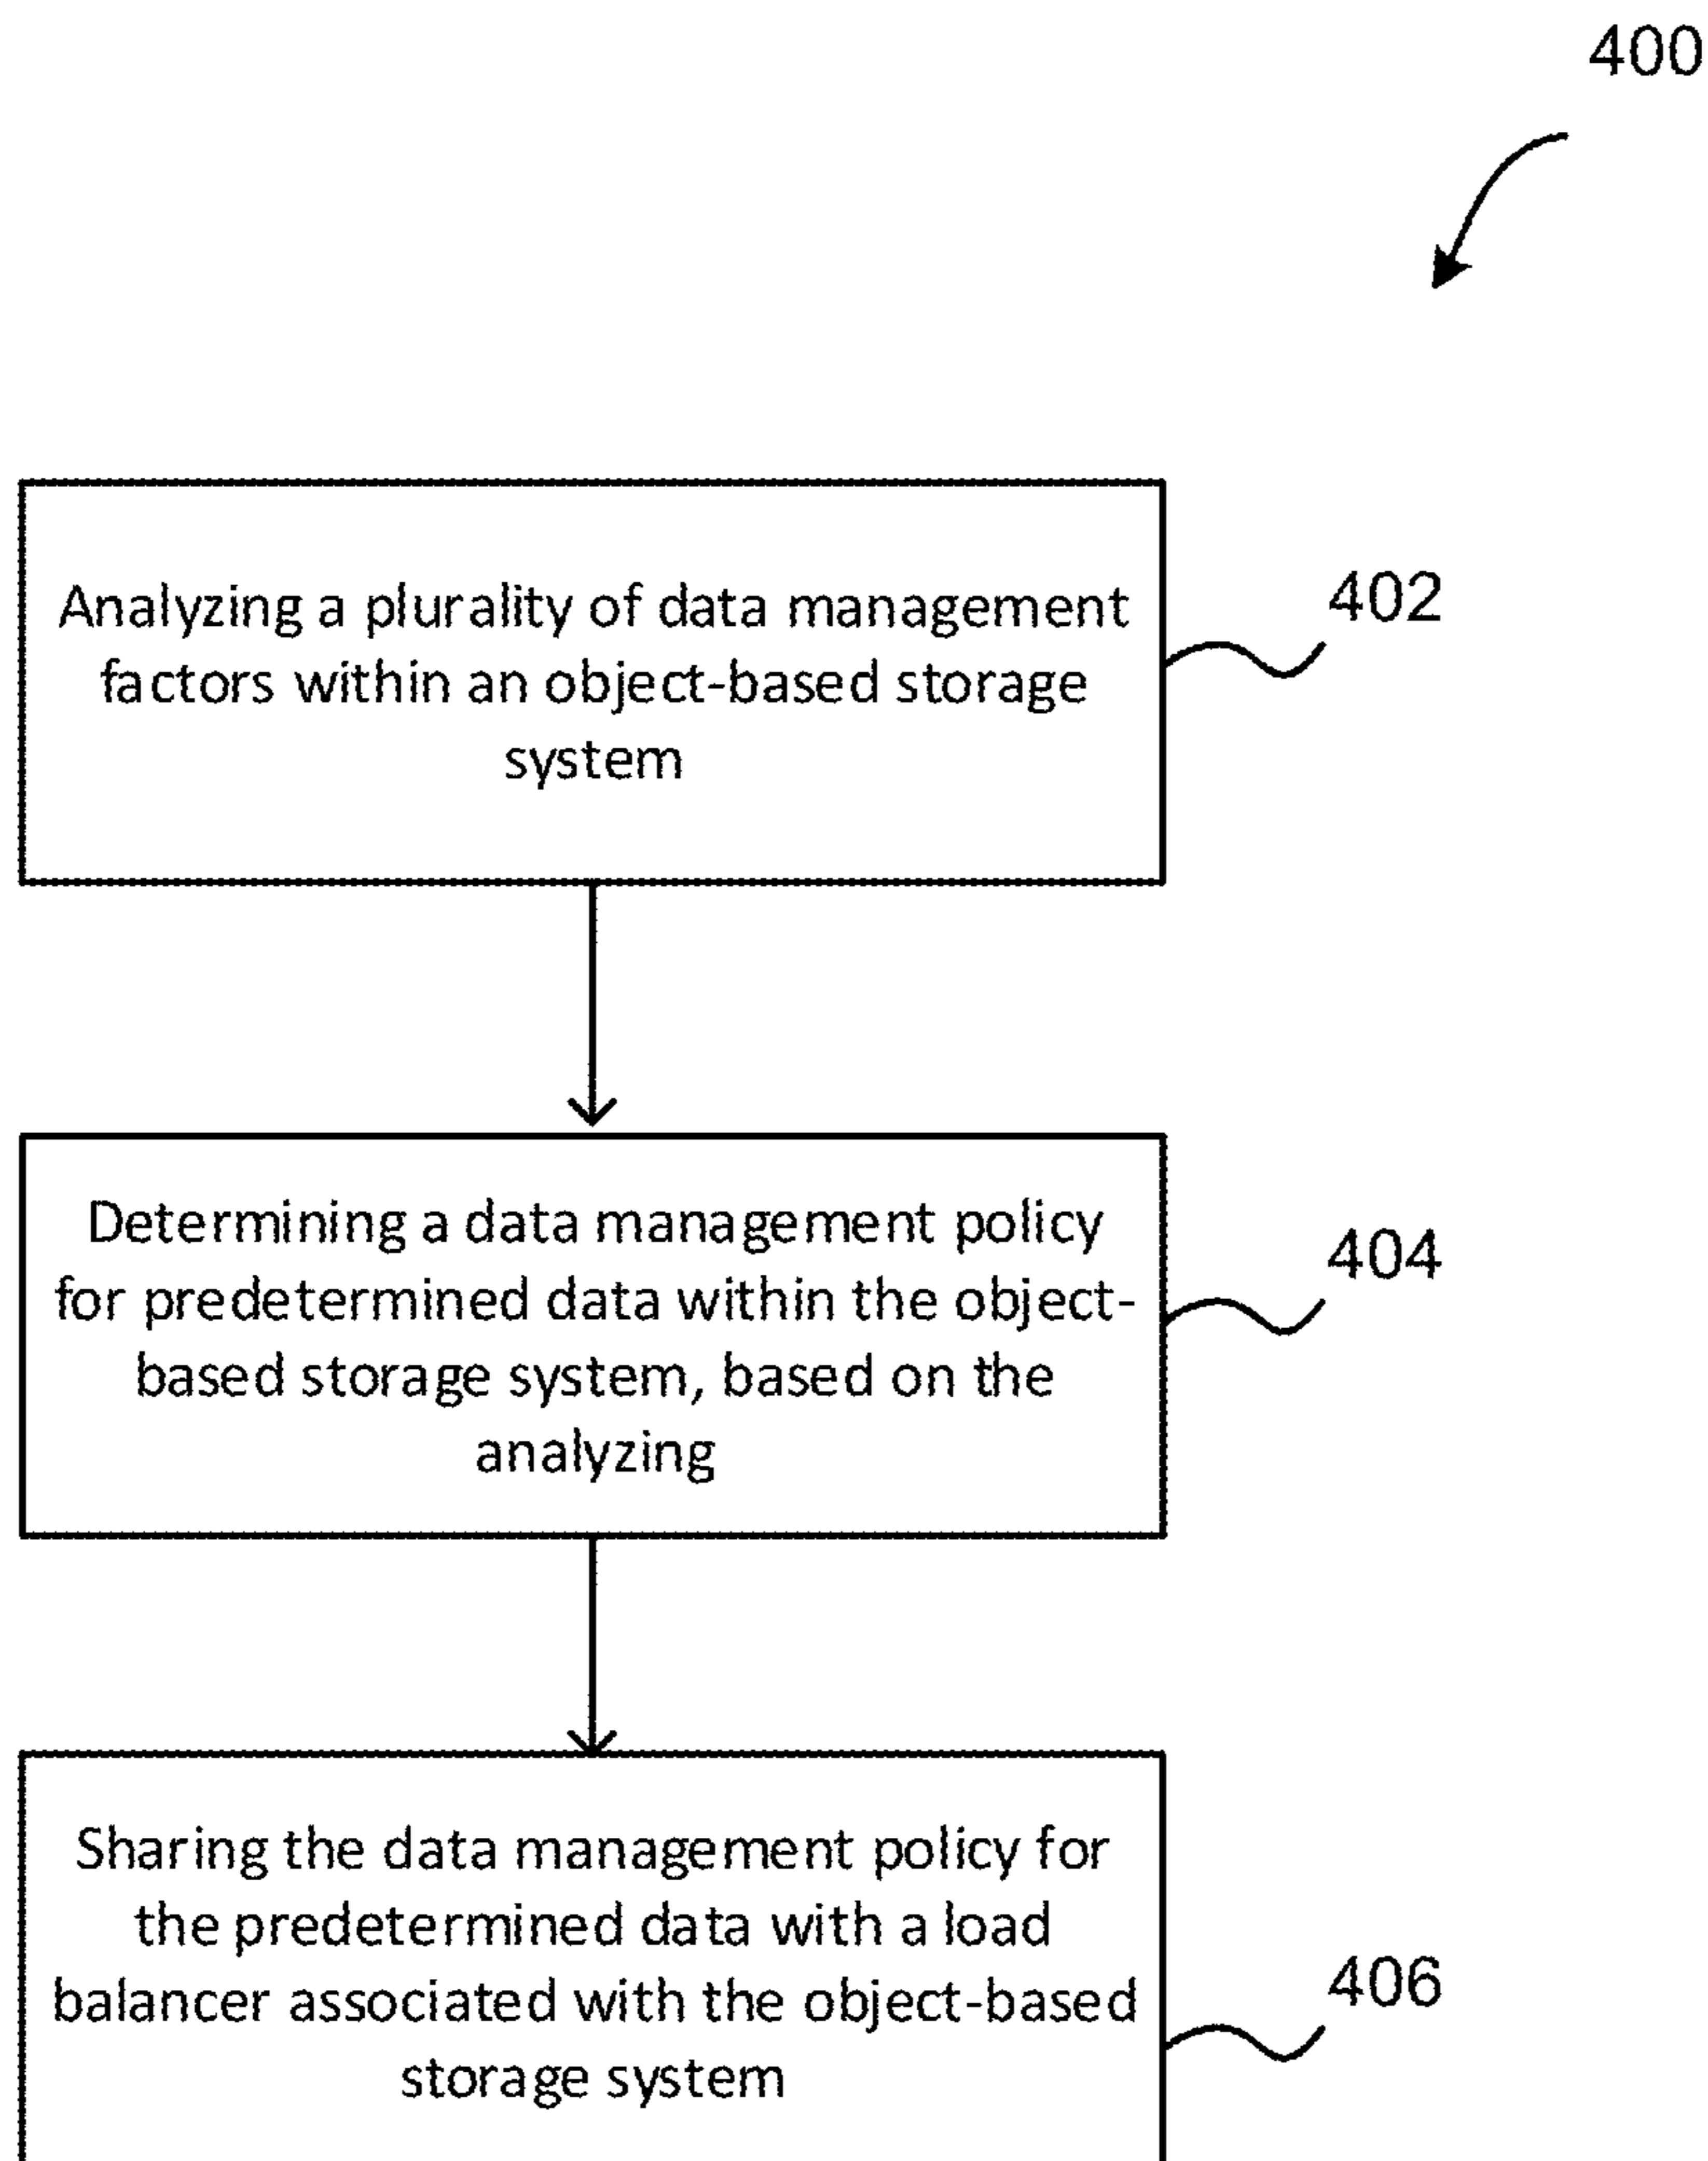 400
Analyzing a plurality of data management
factors within an object-based storage
system
402
Determining a data management policy
for predetermined data within the object-
based storage system, based on the
analyzing
404
Sharing the data management policy for
the predetermined data with a load
balancer associated with the object-based
storage system
406